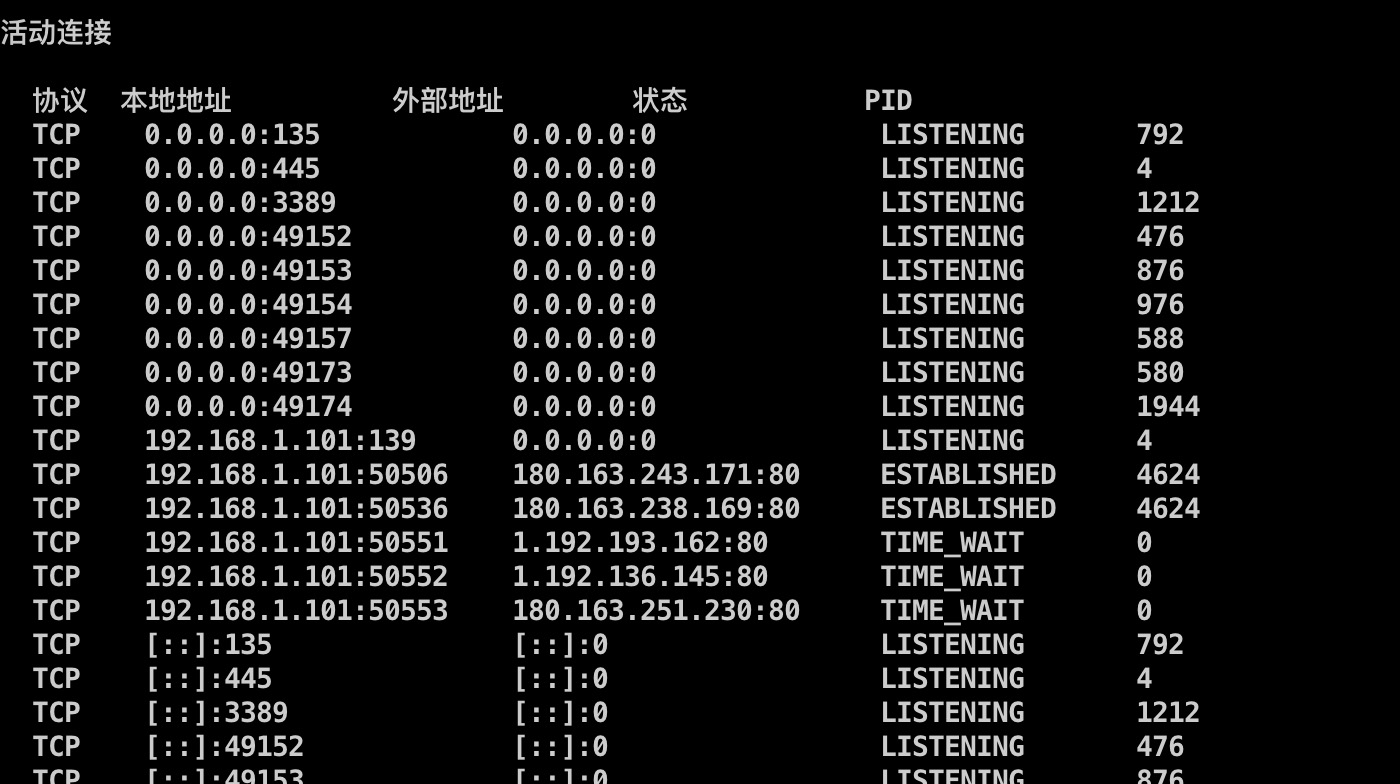 活动连接
协议 本地地址 外部地址 状态 PID
TCP 0.0.0.0:135 0.0.0.0:0 LISTENING 792
TCP 0.0.0.0:445 0.0.0.0:0 LISTENING 4
TCP 0.0.0.0:3389 0.0.0.0:0 LISTENING 1212
TCP 0.0.0.0:49152 0.0.0.0:0 LISTENING 476
TCP 0.0.0.0:49153 0.0.0.0:0 LISTENING 876
TCP 0.0.0.0:49154 0.0.0.0:0 LISTENING 976
TCP 0.0.0.0:49157 0.0.0.0:0 LISTENING 588
TCP 0.0.0.0:49173 0.0.0.0:0 LISTENING 580
TCP 0.0.0.0:49174 0.0.0.0:0 LISTENING 1944
TCP 192.168.1.101:139 0.0.0.0:0 LISTENING 4
TCP 192.168.1.101:50506 180.163.243.171:80 ESTABLISHED 4624
TCP 192.168.1.101:50536 180.163.238.169:80 ESTABLISHED 4624
TCP 192.168.1.101:50551 1.192.193.162:80 TIME_WAIT 0
TCP 192.168.1.101:50552 1.192.136.145:80 TIME_WAIT 0
TCP 192.168.1.101:50553 180.163.251.230:80 TIME_WAIT 0
TCP [::]:135 [::]:0 LISTENING 792
TCP [::]:445 [::]:0 LISTENING 4
TCP [::]:3389 [::]:0 LISTENING 1212
TCP [::]:49152 [::]:0 LISTENING 476
TCP [::]:49153 [::]:0 LISTENING 876